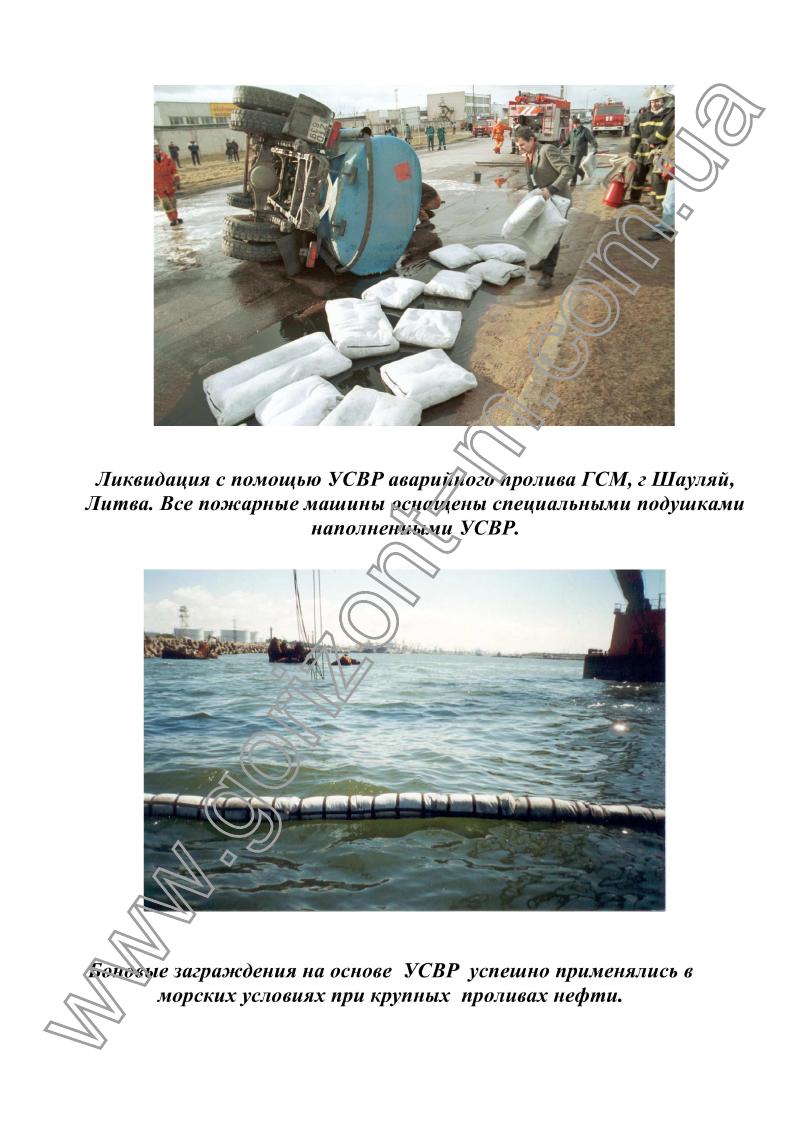 Ликвидация с помощью УСВР аварийного пролива ГСМ, г Шауляй,
Литва. Все пожарные машины оснащены специальными подушками
наполненными УСВР.
Боновые заграждения на основе УСВР успешно применялись в
морских условиях при крупных проливах нефти.
www.gorizont-m.com.ua